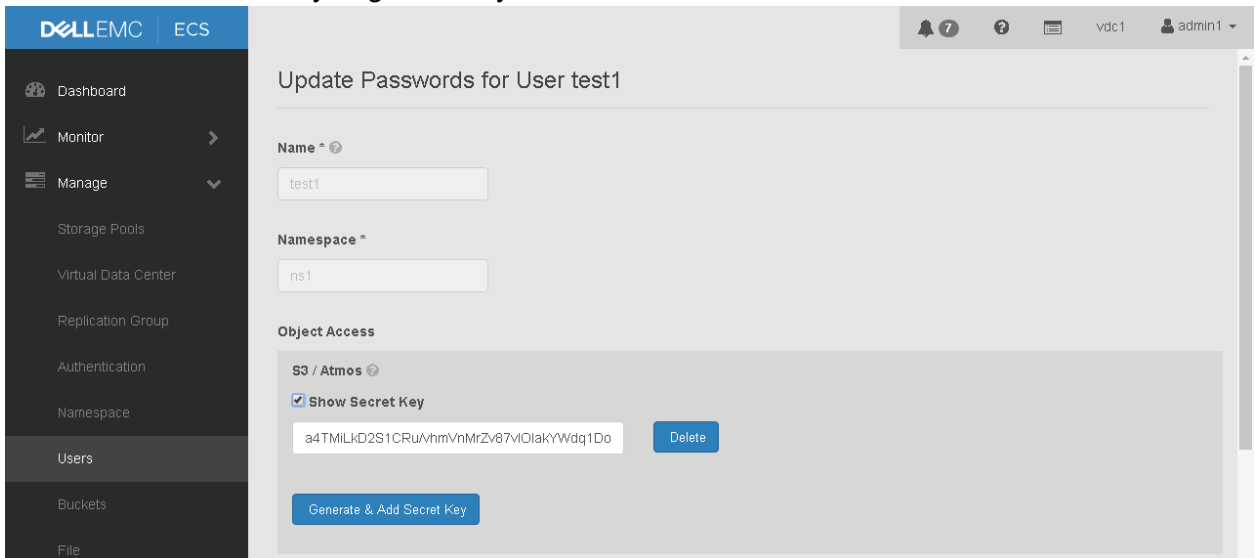 DELLEMC ECS
7 vdc1 admin1
Update Passwords for User test1
Dashboard
Monitor
Name *
Manage
test1
Storage Pools
Namespace *
Virtual Data Center
ns1
Replication Group
Object Access
Authentication
S3 / Atmos
Show Secret Key
Namespace
Delete
Users
Buckets
Generate & Add Secret Key
File